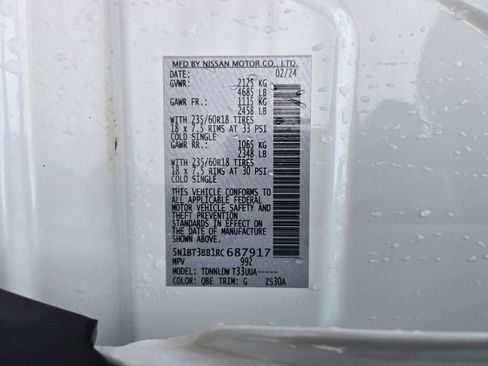 MFD BY NISSAN MOTOR CO., LTD.
DATE: 02/24
GVWR: 2125 KG
4685 LB
GAWR FR.: 1115 KG
2458 LB
WITH 235/60R18 TIRES
18 x 7.5 RIMS AT 33 PSI
COLD SINGLE
GAWR RR.: 1065 KG
2348 LB
WITH 235/60R18 TIRES
18 x 7.5 RIMS AT 30 PSI
COLD SINGLE
THIS VEHICLE CONFORMS TO
ALL APPLICABLE FEDERAL
MOTOR VEHICLE SAFETY AND
THEFT PREVENTION
STANDARDS IN EFFECT ON
THE DATE OF MANUFACTURE
SHOWN ABOVE.
5N1BT3BB1RC687917
MPV 992
MODEL: TDNNLDW T33UUA-----
COLOR: QBE TRIM: G ZS30A